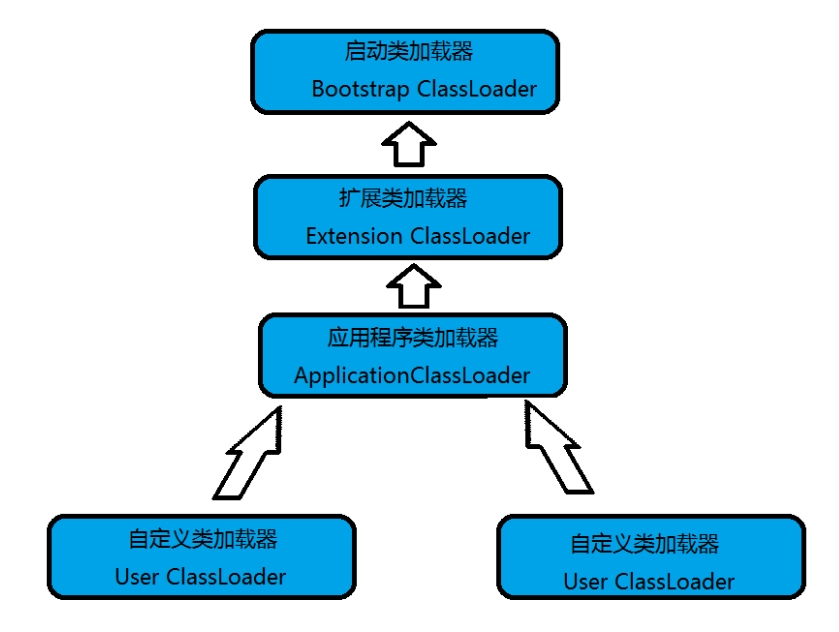 启动类加载器
Bootstrap ClassLoader
扩展类加载器
Extension ClassLoader
应用程序类加载器
ApplicationClassLoader
自定义类加载器
User ClassLoader
自定义类加载器
User ClassLoader